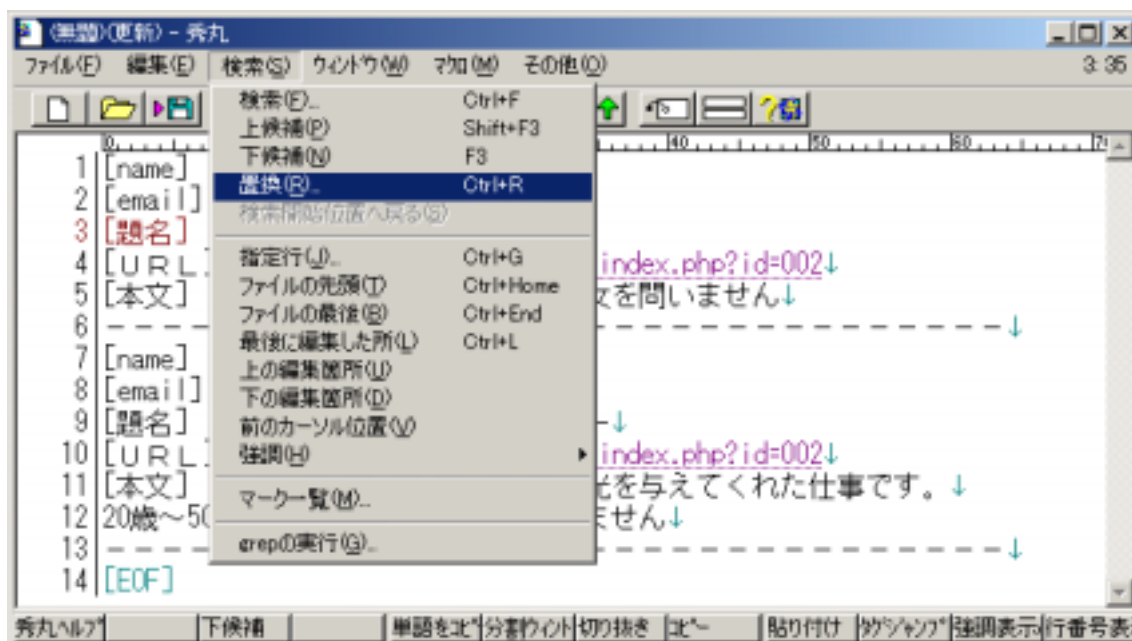 (無題)(更新) - 秀丸
ファイル(F) 編集(E) 検索(S) ウィンドウ(W) マクロ(M) その他(O) 3: 35
検索(F)... Ctrl+F
上候補(P) Shift+F3
下候補(N) F3
置換(R)... Ctrl+R
検索開始位置へ戻る(S)
指定行(J)... Ctrl+G
ファイルの先頭(T) Ctrl+Home
ファイルの最後(B) Ctrl+End
最後に編集した所(L) Ctrl+L
上の編集箇所(U)
下の編集箇所(D)
前のカーソル位置(V)
強調(H)
マーク一覧(M)...
grepの実行(G)...
0 40 50 60 70
1 [name]
2 [email]
3 [題名]
4 [ＵＲＬ] index.php?id=002↓
5 [本文] を問いません↓
6 －－－－－－－－－－－－－－↓
7 [name]
8 [email]
9 [題名] ↓
10 [ＵＲＬ] index.php?id=002↓
11 [本文] を与えてくれた仕事です。↓
12 20歳～50 ません↓
13 －－－－－－－－－－－－－－↓
14 [EOF]
秀丸ヘルプ 下候補 単語をコピ 分割ウィント 切り抜き コピー 貼り付け タグジャンプ 強調表示 行番号表